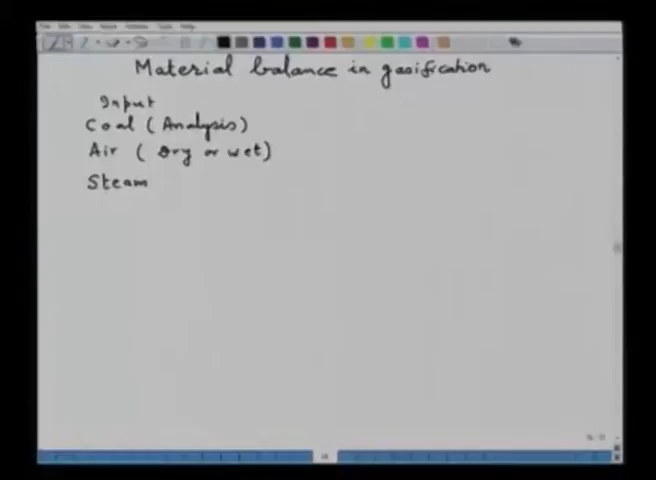 Material balance in gasification
Input
Coal (Analysis)
Air (Dry or wet)
Steam